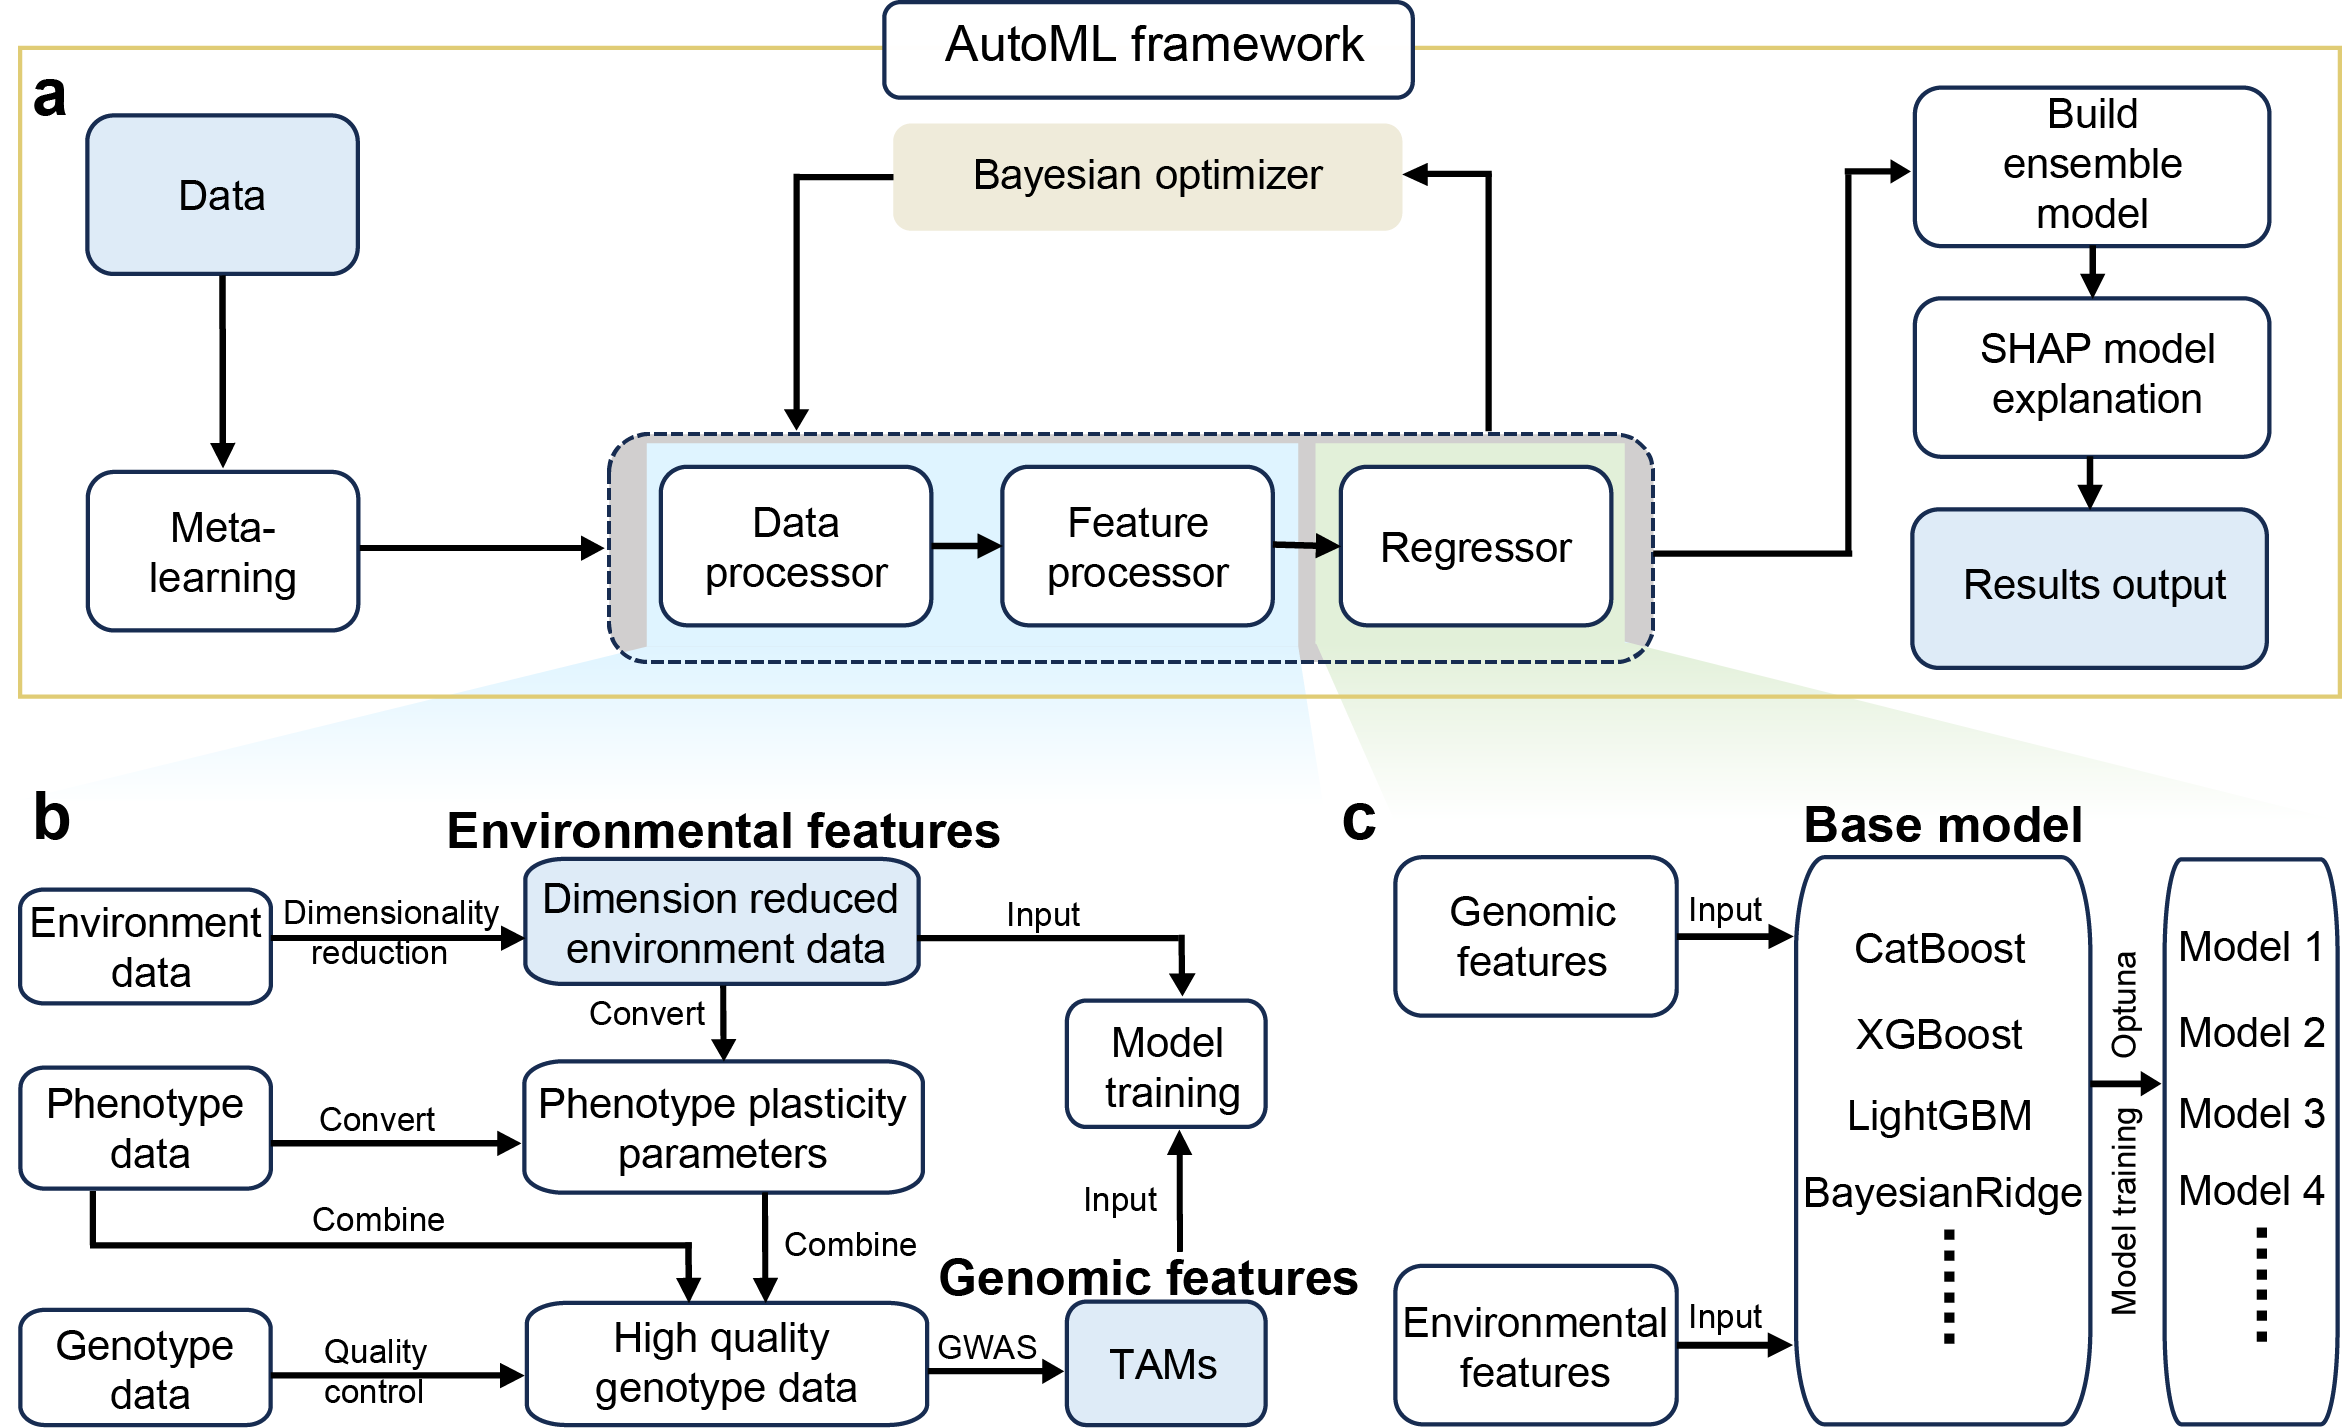 AutoML framework
a
Data
Bayesian optimizer
Build
ensemble
model
SHAP model
explanation
Meta-
learning
Data
processor
Feature
processor
Regressor
Results output
b
Environmental features
Environment
data
Dimensionality
reduction
Dimension reduced
environment data
Input
Convert
Model
training
Phenotype
data
Convert
Phenotype plasticity
parameters
Input
Combine
Combine
Genomic features
Genotype
data
Quality
control
High quality
genotype data
GWAS
TAMs
c
Base model
Genomic
features
Input
CatBoost
XGBoost
LightGBM
BayesianRidge
Optuna
Model training
Model 1
Model 2
Model 3
Model 4
Environmental
features
Input